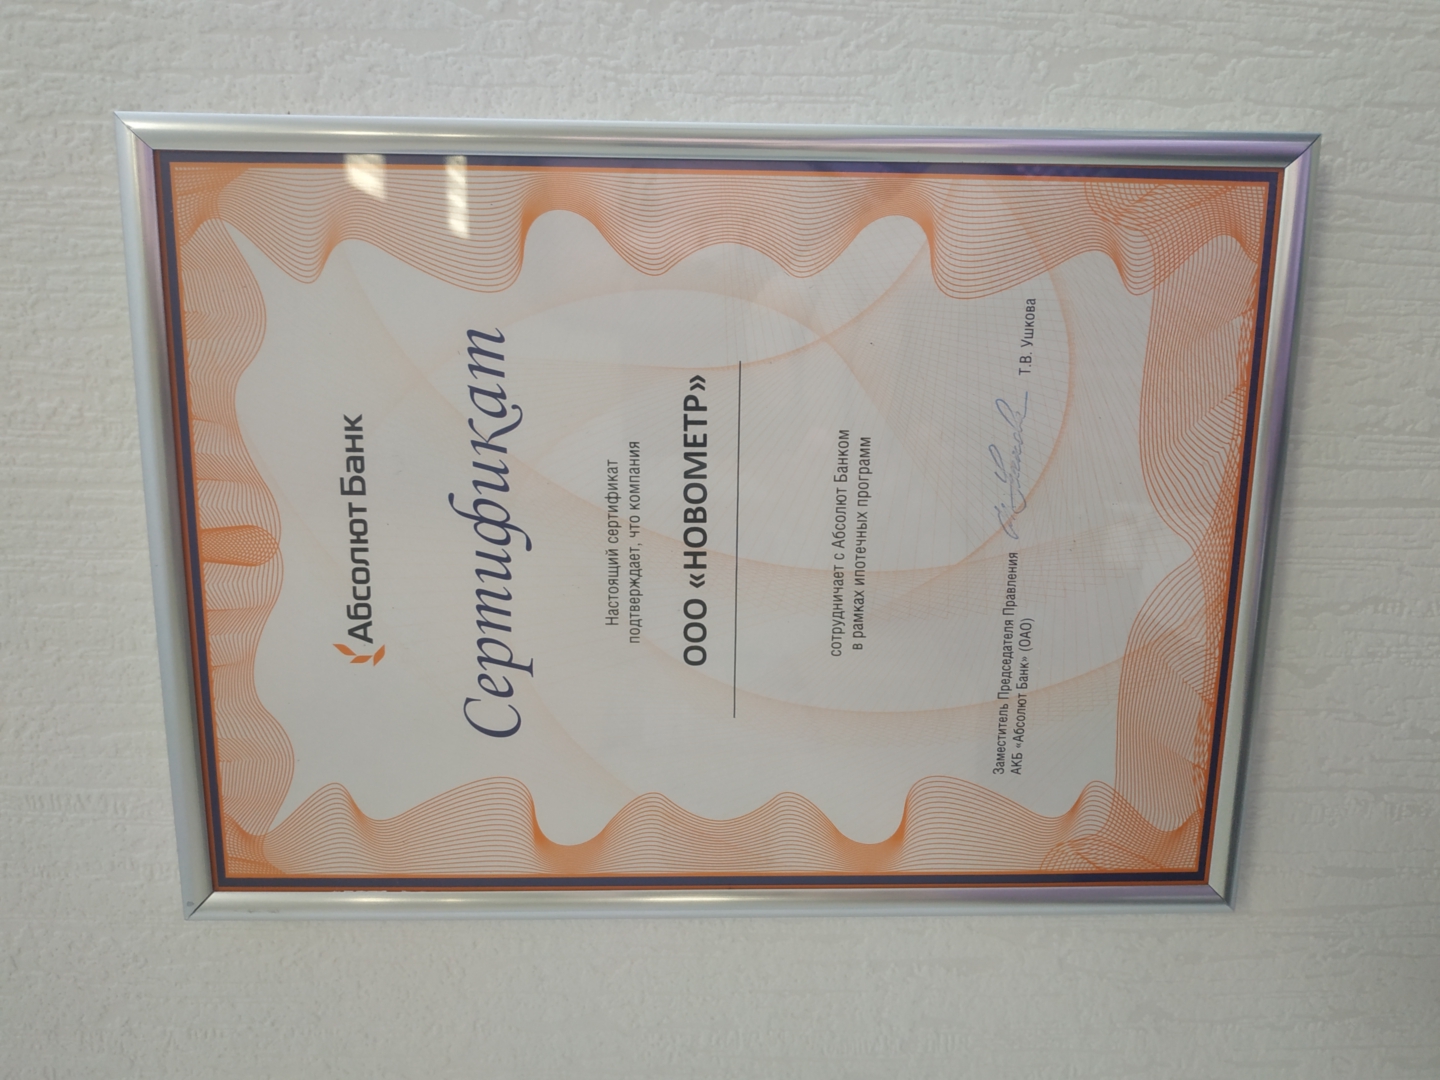 Абсолют Банк
Сертификат
Настоящий сертификат
подтверждает, что компания
ООО «НОВОМЕТР»
сотрудничает с Абсолют Банком
в рамках ипотечных программ
Заместитель Председателя Правления
АКБ «Абсолют Банк» (ОАО)
Т.В. Ушкова